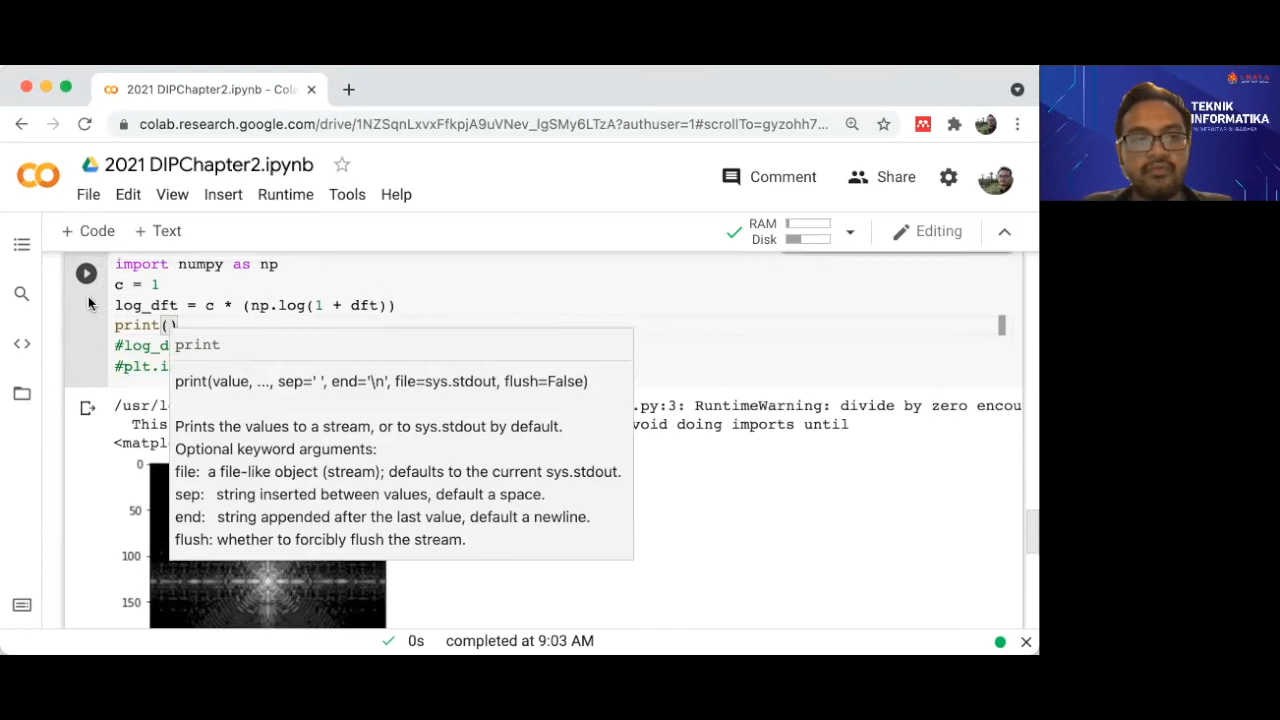 2021 DIPChapter2.ipynb - Cola
colab.research.google.com/drive/1NZSqnLxvxFfkpjA9uVNev_lgSMy6LTzA?authuser=1#scrollTo=gyzohh7...
2021 DIPChapter2.ipynb
File Edit View Insert Runtime Tools Help
Comment Share
+ Code + Text
RAM
Disk
Editing
import numpy as np
c = 1
log_dft = c * (np.log(1 + dft))
print()
#log_d
#plt.i
print
print(value, ..., sep=' ', end='\n', file=sys.stdout, flush=False)
Prints the values to a stream, or to sys.stdout by default.
Optional keyword arguments:
file: a file-like object (stream); defaults to the current sys.stdout.
sep: string inserted between values, default a space.
end: string appended after the last value, default a newline.
flush: whether to forcibly flush the stream.
/usr/l .py:3: RuntimeWarning: divide by zero encou
This void doing imports until
<matpl
0
50
100
150
0s completed at 9:03 AM
TEKNIK
INFORMATIKA